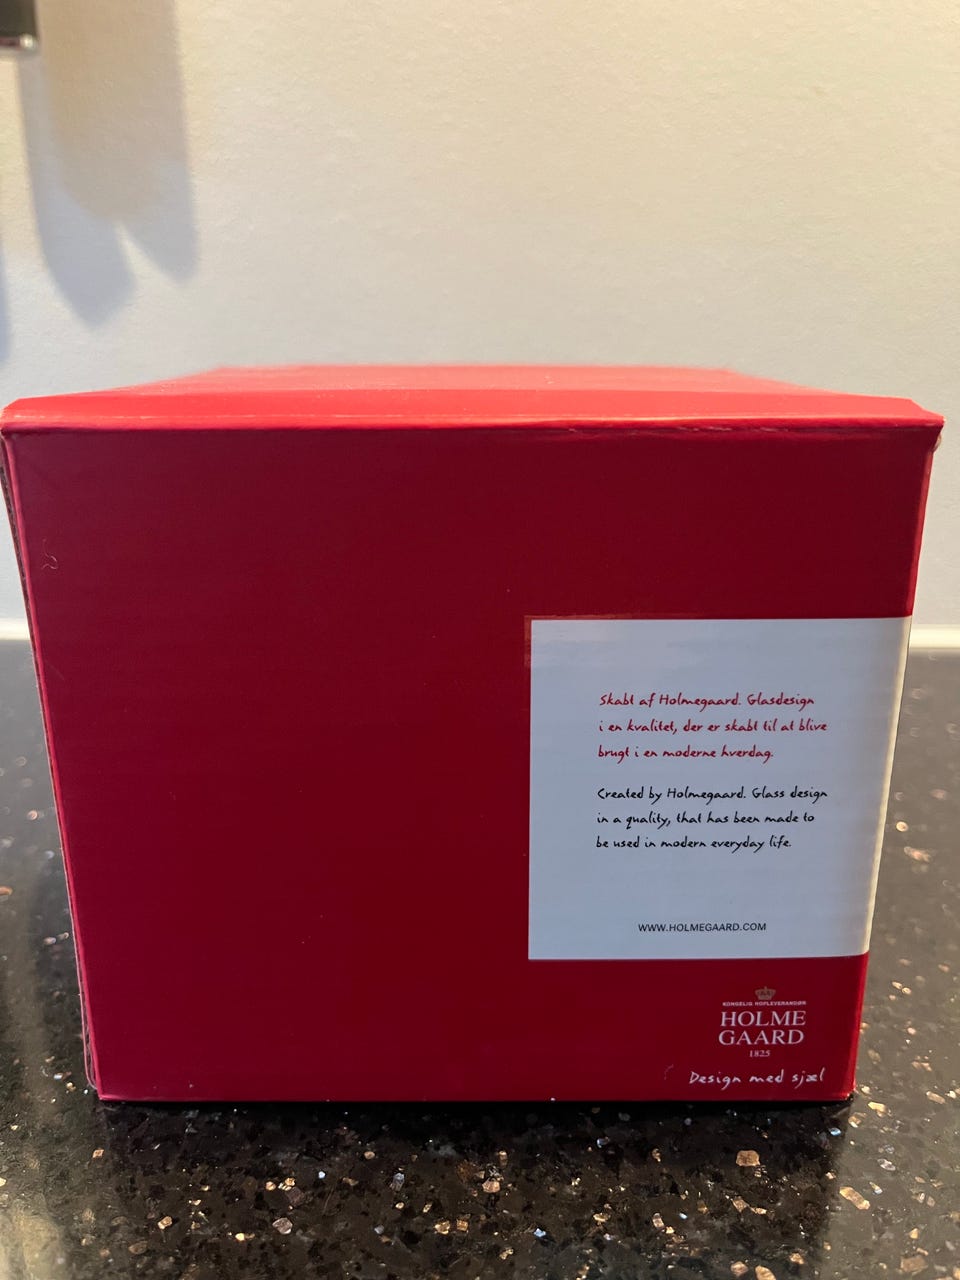 Skabt af Holmegaard. Glasdesign
i en kvalitet, der er skabt til at blive
brugt i en moderne hverdag.
Created by Holmegaard. Glass design
in a quality, that has been made to
be used in modern everyday life.
WWW.HOLMEGAARD.COM
KONGELIG HOFLEVERANDØR
HOLME
GAARD
1825
Design med sjæl